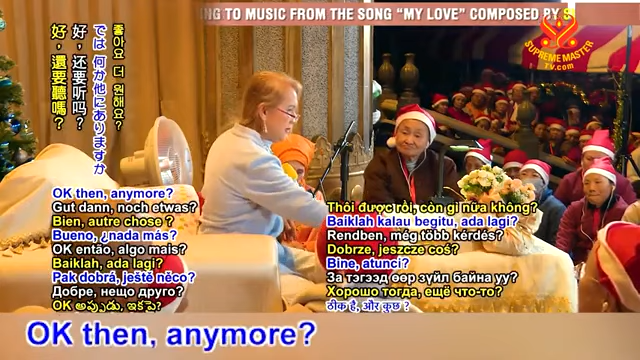 NG TO MUSIC FROM THE SONG "MY LOVE" COMPOSED BY S
SUPREME MASTER
TV.com
좋아요 더 원해요?
では 何か他にありますか
好，还要听吗？
好，還要聽嗎？
OK then, anymore?
Gut dann, noch etwas?
Bien, autre chose ?
Bueno, ¿nada más?
OK então, algo mais?
Baiklah, ada lagi?
Pak dobrá, ještě něco?
Добре, нещо друго?
OK అప్పుడు, ఇకపై?
Thôi được rồi, còn gì nữa không?
Baiklah kalau begitu, ada lagi?
Rendben, még több kérdés?
Dobrze, jeszcze coś?
Bine, atunci?
За тэгээд өөр зүйл байна уу?
Хорошо тогда, ещё что-то?
ठीक है, और कुछ ?
OK then, anymore?